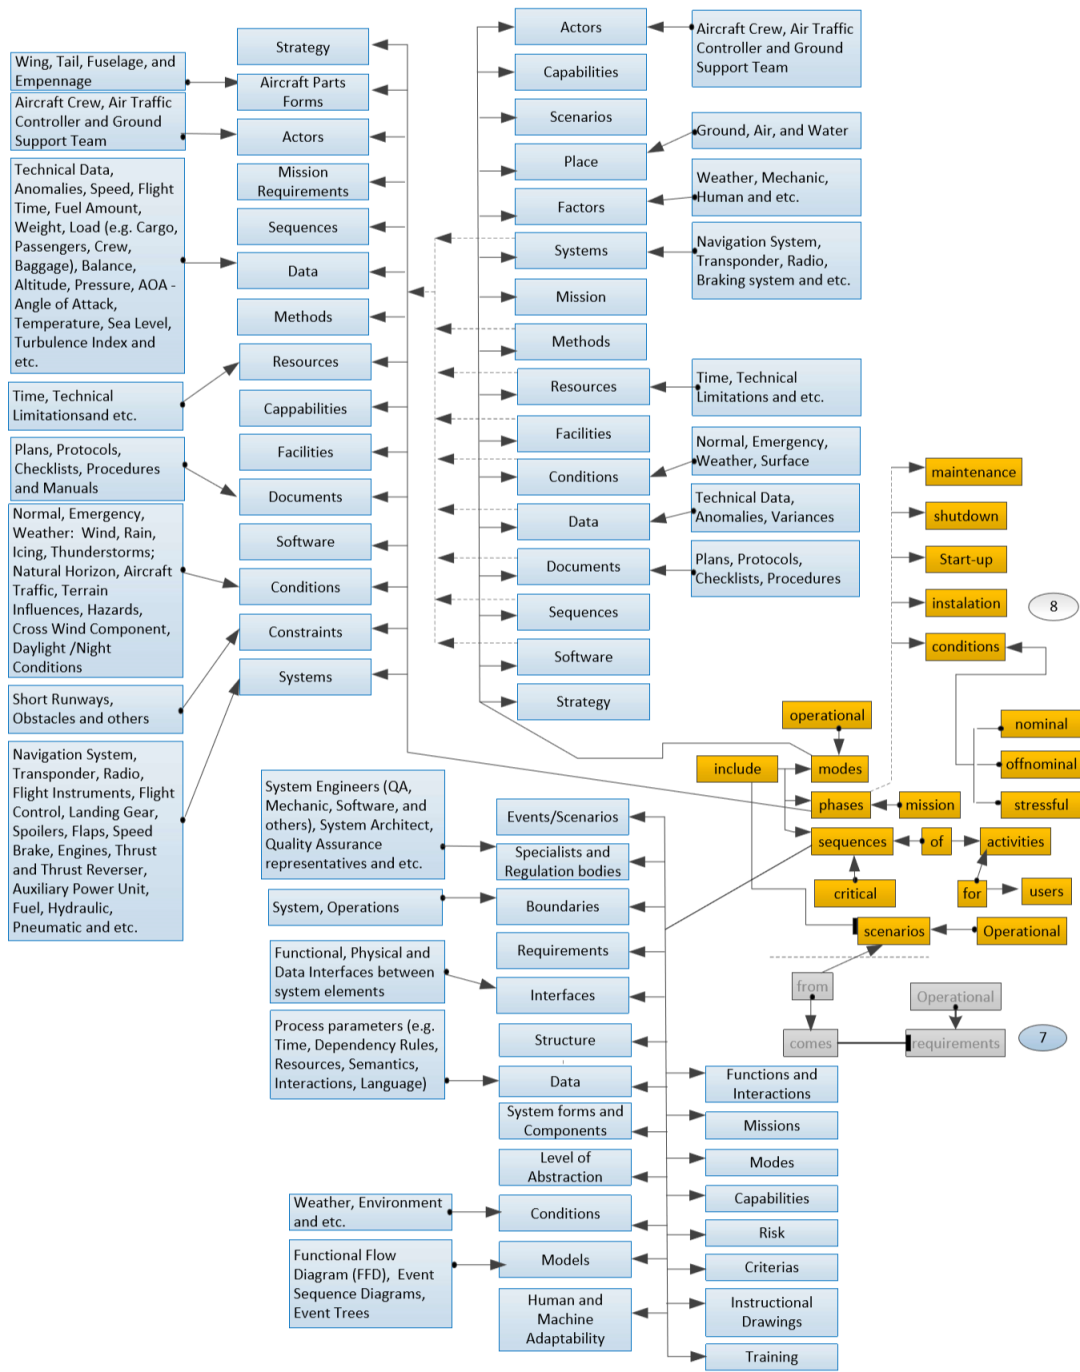 Wing, Tail, Fuselage, and
Empennage
Aircraft Crew, Air Traffic
Controller and Ground
Support Team
Technical Data,
Anomalies, Speed, Flight
Time, Fuel Amount,
Weight, Load (e.g. Cargo,
Passengers, Crew,
Baggage), Balance,
Altitude, Pressure, AOA -
Angle of Attack,
Temperature, Sea Level,
Turbulence Index and
etc.
Time, Technical
Limitationsand etc.
Plans, Protocols,
Checklists, Procedures
and Manuals
Normal, Emergency,
Weather:  Wind, Rain,
Icing, Thunderstorms;
Natural Horizon, Aircraft
Traffic, Terrain
Influences, Hazards,
Cross Wind Component,
Daylight /Night
Conditions
Short Runways,
Obstacles and others
Navigation System,
Transponder, Radio,
Flight Instruments, Flight
Control, Landing Gear,
Spoilers, Flaps, Speed
Brake, Engines, Thrust
and Thrust Reverser,
Auxiliary Power Unit,
Fuel, Hydraulic,
Pneumatic and etc.
Strategy
Aircraft Parts
Forms
Actors
Mission
Requirements
Sequences
Data
Methods
Resources
Cappabilities
Facilities
Documents
Software
Conditions
Constraints
Systems
Actors
Capabilities
Scenarios
Place
Factors
Systems
Mission
Methods
Resources
Facilities
Conditions
Data
Documents
Sequences
Software
Strategy
Aircraft Crew, Air Traffic
Controller and Ground
Support Team
Ground, Air, and Water
Weather, Mechanic,
Human and etc.
Navigation System,
Transponder, Radio,
Braking system and etc.
Time, Technical
Limitations and etc.
Normal, Emergency,
Weather, Surface
Technical Data,
Anomalies, Variances
Plans, Protocols,
Checklists, Procedures
maintenance
shutdown
Start-up
instalation
8
conditions
operational
nominal
include
modes
offnominal
phases
mission
stressful
sequences
of
activities
critical
for
users
scenarios
Operational
from
Operational
comes
requirements
7
System Engineers (QA,
Mechanic, Software, and
others), System Architect,
Quality Assurance
representatives and etc.
System, Operations
Functional, Physical and
Data Interfaces between
system elements
Process parameters (e.g.
Time, Dependency Rules,
Resources, Semantics,
Interactions, Language)
Weather, Environment
and etc.
Functional Flow
Diagram (FFD),  Event
Sequence Diagrams,
Event Trees
Events/Scenarios
Specialists and
Regulation bodies
Boundaries
Requirements
Interfaces
Structure
Data
System forms and
Components
Level of
Abstraction
Conditions
Models
Human and
Machine
Adaptability
Functions and
Interactions
Missions
Modes
Capabilities
Risk
Criterias
Instructional
Drawings
Training